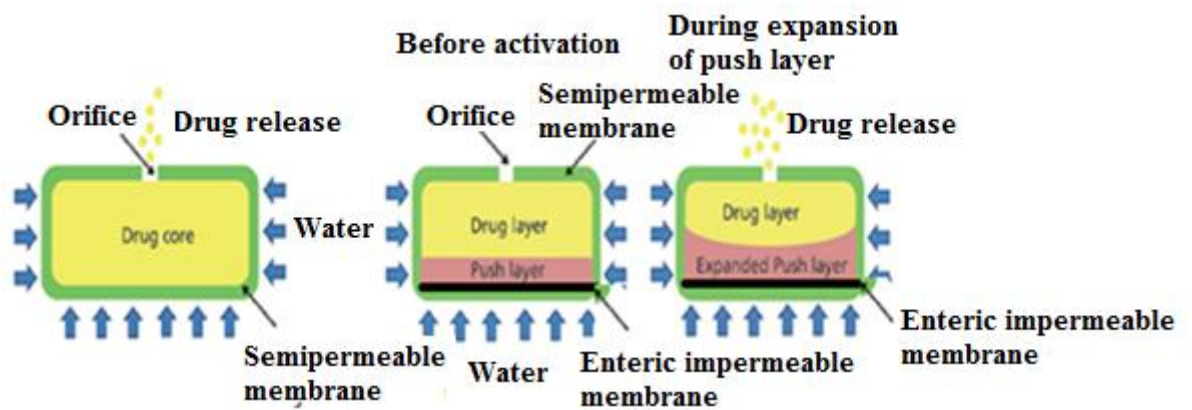 Before activation
During expansion
of push layer
Orifice
Drug release
Orifice
Semipermeable
membrane
Drug release
Drug core
Water
Drug layer
Push layer
Drug layer
Expanded Push layer
Semipermeable
membrane
Water
Enteric impermeable
membrane
Enteric impermeable
membrane